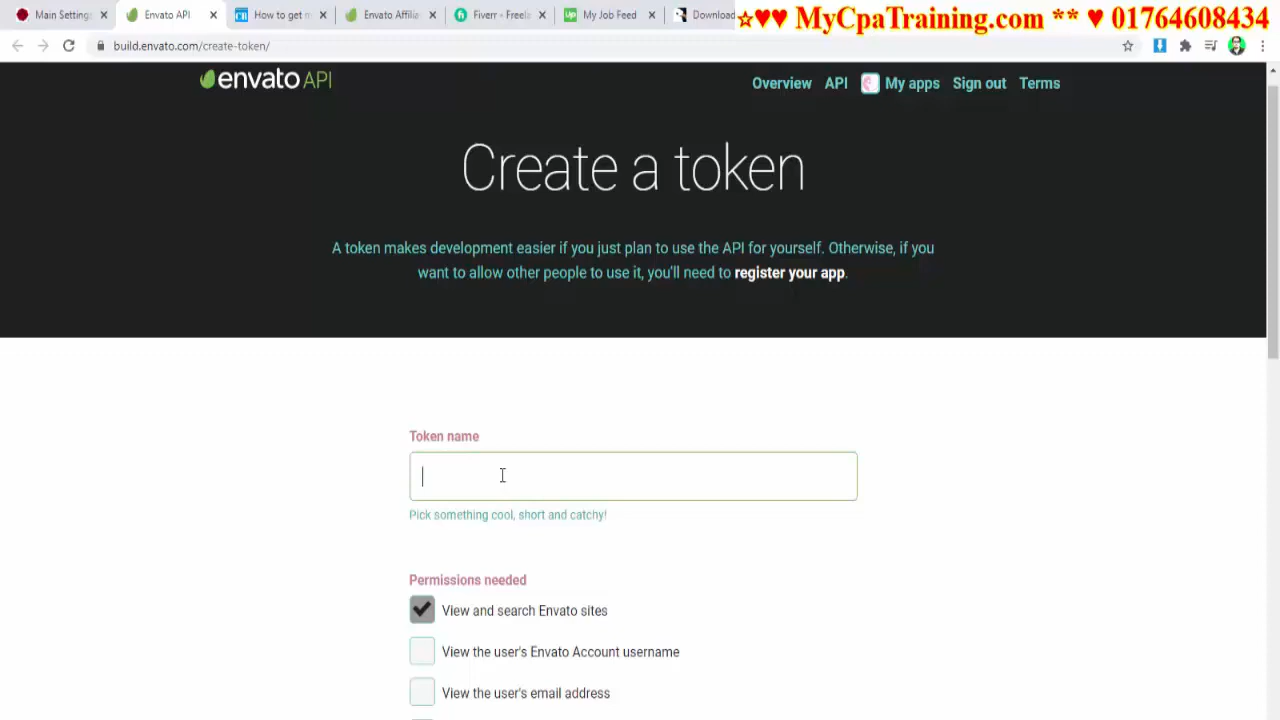 Main Setting
Envato API
How to get m
Envato Affilia
Fiverr - Freela
My Job Feed
Download
☆♥♥ MyCpaTraining.com ** ♥ 01764608434
build.envato.com/create-token/
envato API
Overview API My apps Sign out Terms
Create a token
A token makes development easier if you just plan to use the API for yourself. Otherwise, if you
want to allow other people to use it, you'll need to register your app.
Token name
Pick something cool, short and catchy!
Permissions needed
View and search Envato sites
View the user's Envato Account username
View the user's email address